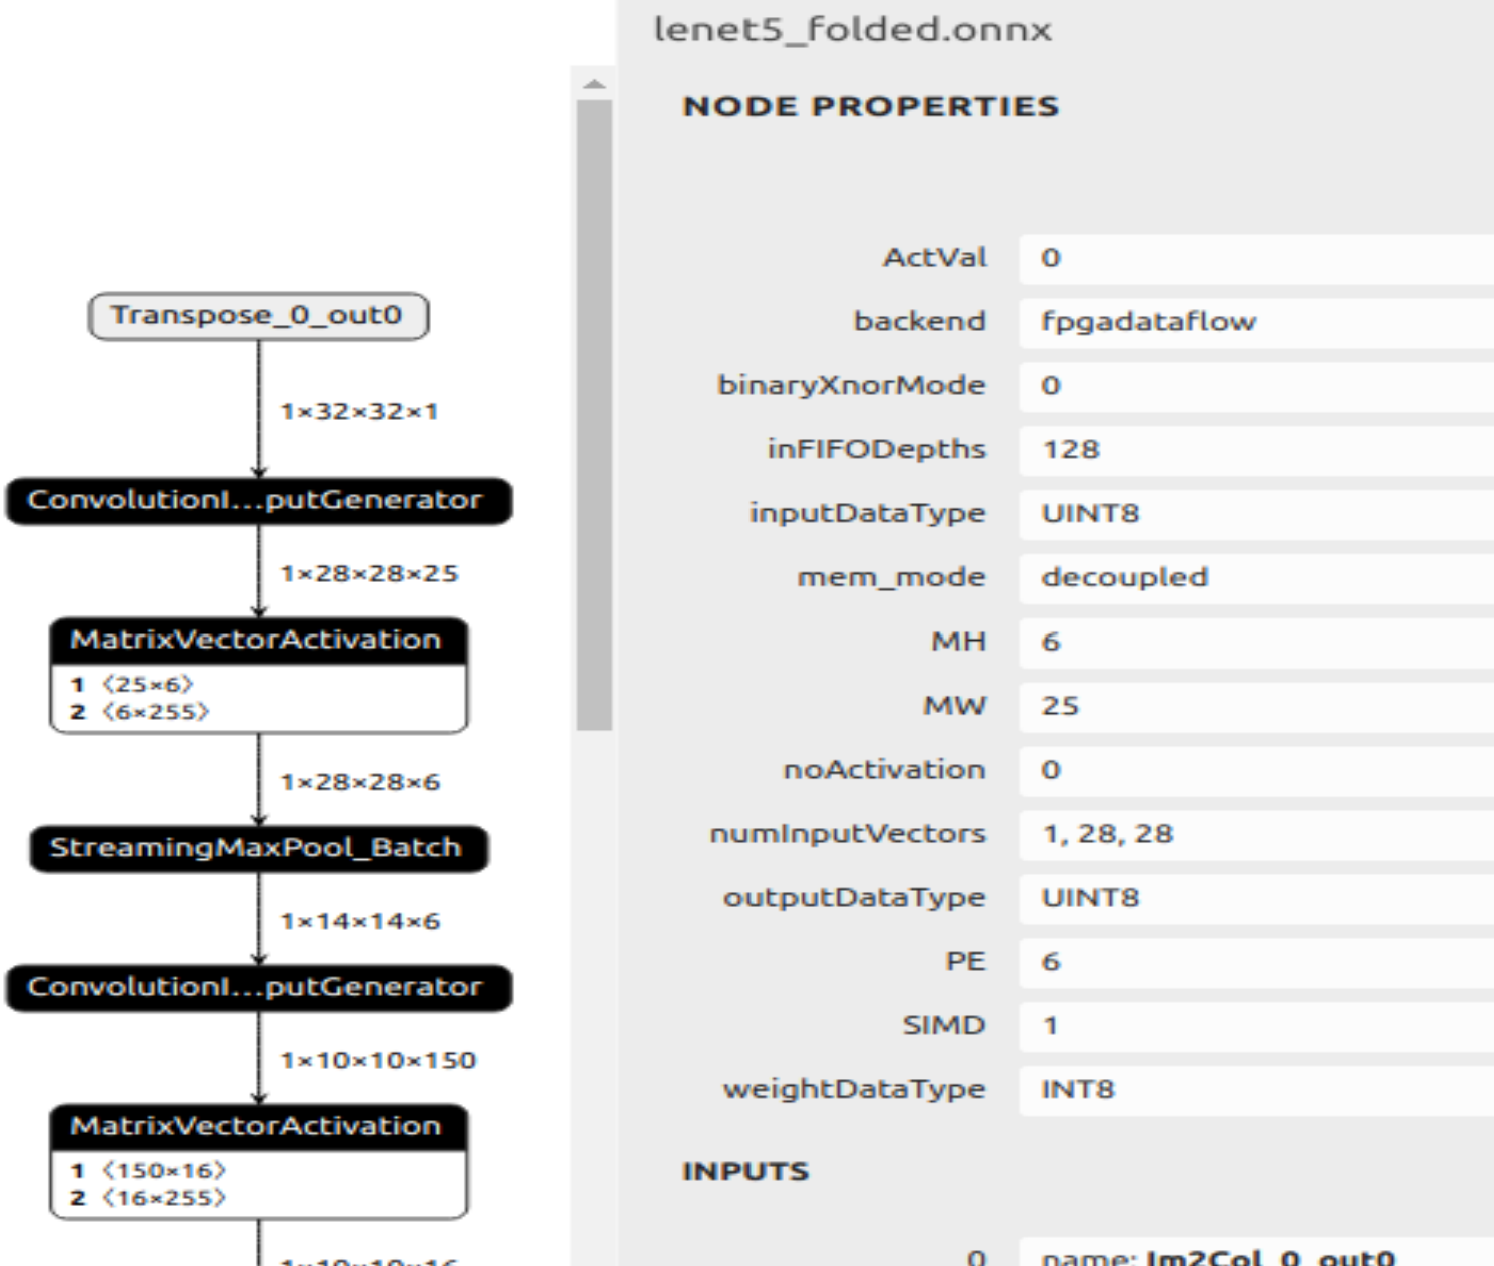 Transpose_0_out0
1×32×32×1
ConvolutionI...putGenerator
1×28×28×25
MatrixVectorActivation
1 〈25×6〉
2 〈6×255〉
1×28×28×6
StreamingMaxPool_Batch
1×14×14×6
ConvolutionI...putGenerator
1×10×10×150
MatrixVectorActivation
1 〈150×16〉
2 〈16×255〉
1×10×10×16
lenet5_folded.onnx
NODE PROPERTIES
ActVal 0
backend fpgadataflow
binaryXnorMode 0
inFIFODepths 128
inputDataType UINT8
mem_mode decoupled
MH 6
MW 25
noActivation 0
numInputVectors 1, 28, 28
outputDataType UINT8
PE 6
SIMD 1
weightDataType INT8
INPUTS
0 name: Im2Col_0_out0